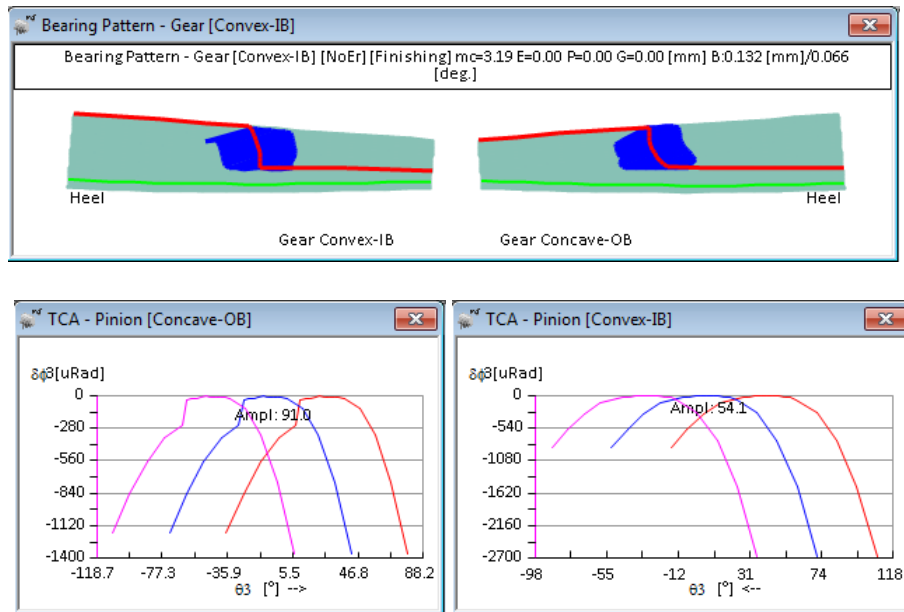 Bearing Pattern - Gear [Convex-IB]
Bearing Pattern - Gear [Convex-IB] [NoEr] [Finishing] mc=3.19 E=0.00 P=0.00 G=0.00 [mm] B:0.132 [mm]/0.066
[deg.]
Heel
Heel
Gear Convex-IB
Gear Concave-OB
TCA - Pinion [Concave-OB]
δϕ3[uRad]
Ampl: 91.0
0
-280
-560
-840
-1120
-1400
-118.7 -77.3 -35.9 5.5 46.8 88.2
θ3 [°] -->
TCA - Pinion [Convex-IB]
δϕ3[uRad]
Ampl: 54.1
0
-540
-1080
-1620
-2160
-2700
-98 -55 -12 31 74 118
θ3 [°] <--